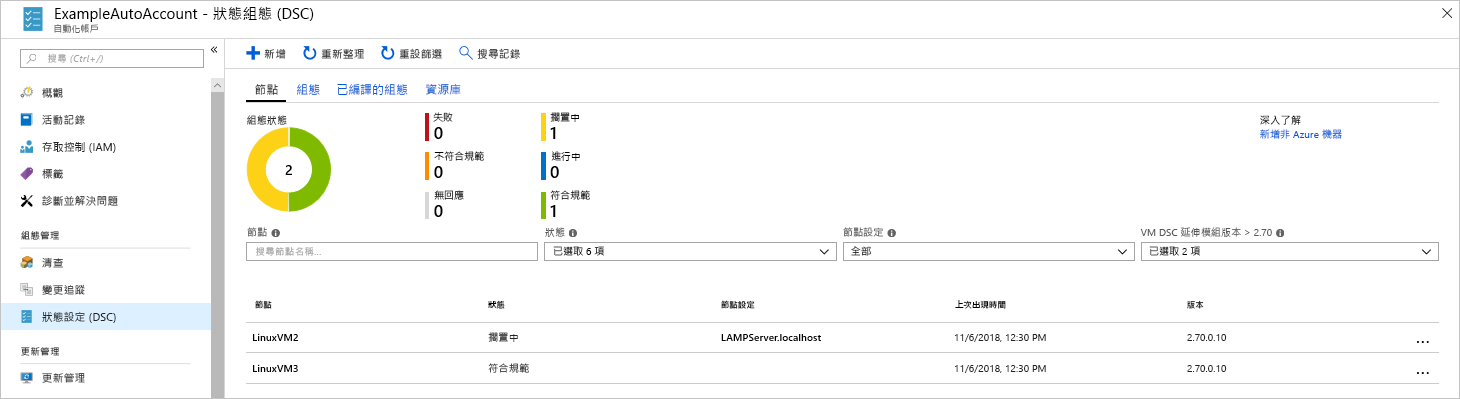 ExampleAutoAccount - 狀態組態 (DSC)
自動化帳戶
搜尋 (Ctrl+/)
概觀
活動記錄
存取控制 (IAM)
標籤
診斷並解決問題
組態管理
清查
變更追蹤
狀態設定 (DSC)
更新管理
更新管理
新增 重新整理 重設篩選 搜尋記錄
節點 組態 已編譯的組態 資源庫
組態狀態
2
失敗
0
擱置中
1
不符合規範
0
進行中
0
無回應
0
符合規範
1
深入了解
新增非 Azure 機器
節點 狀態 節點設定 VM DSC 延伸模組版本 > 2.70
搜尋節點名稱... 已選取 6 項 全部 已選取 2 項
節點 狀態 節點設定 上次出現時間 版本
LinuxVM2 擱置中 LAMPServer.localhost 11/6/2018, 12:30 PM 2.70.0.10 ...
LinuxVM3 符合規範 11/6/2018, 12:30 PM 2.70.0.10 ...